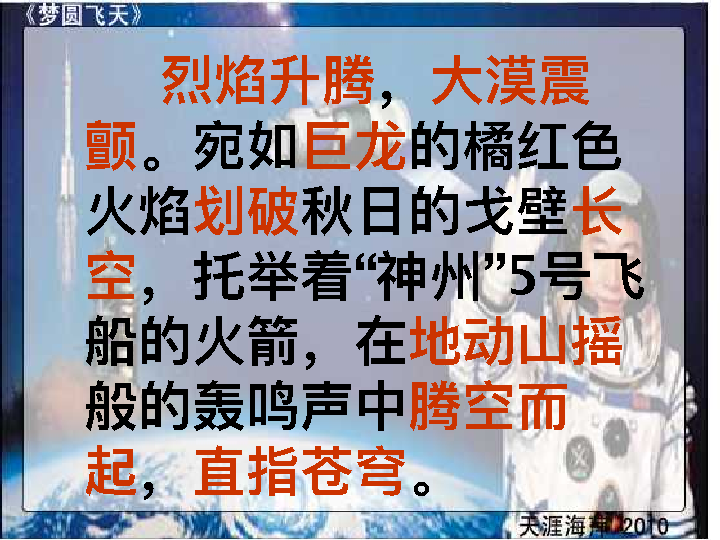 《梦圆飞天》
烈焰升腾，大漠震
颤。宛如巨龙的橘红色
火焰划破秋日的戈壁长
空，托举着“神州”5号飞
船的火箭，在地动山摇
般的轰鸣声中腾空而
起，直指苍穹。
天涯海 2010